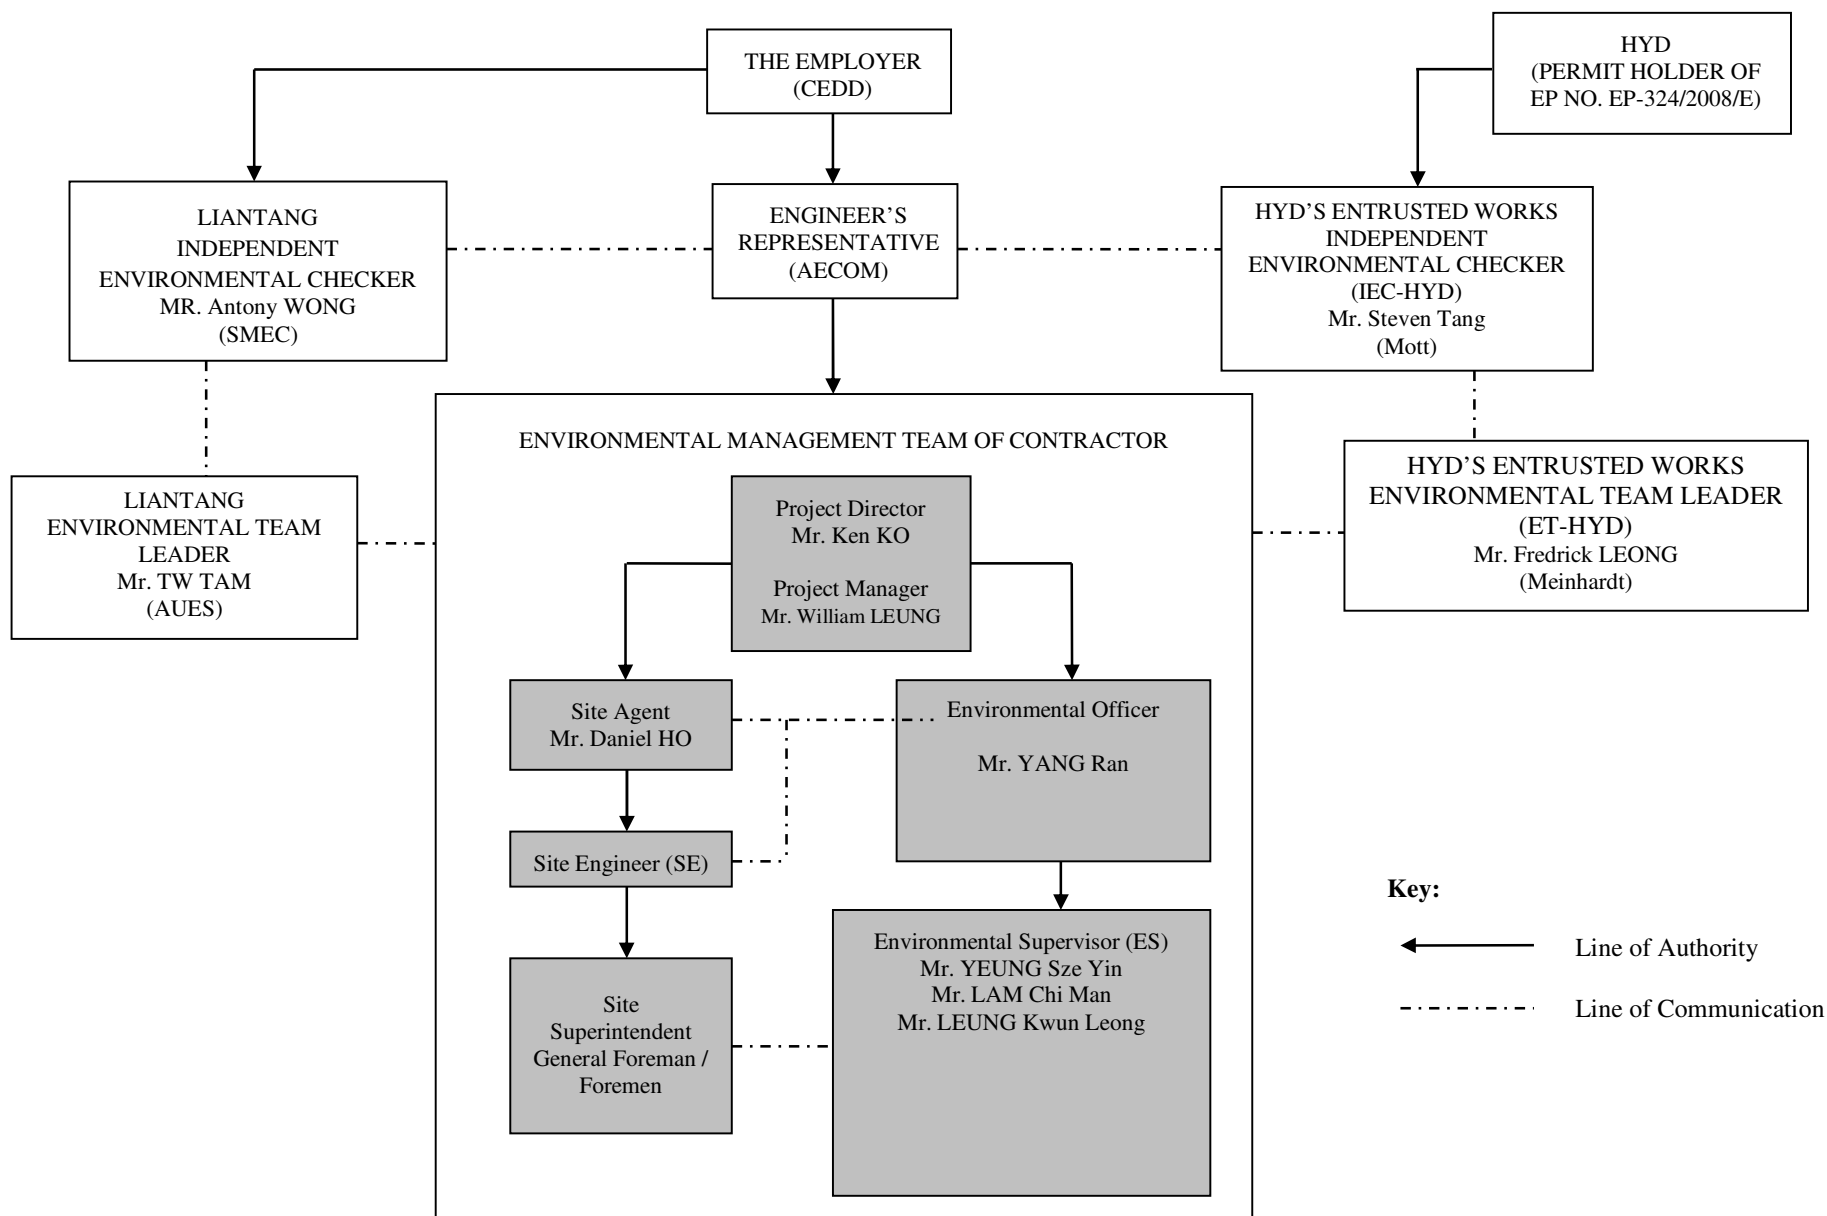 THE EMPLOYER
(CEDD)
HYD
(PERMIT HOLDER OF
EP NO. EP-324/2008/E)
LIANTANG
INDEPENDENT
ENVIRONMENTAL CHECKER
MR. Antony WONG
(SMEC)
ENGINEER’S
REPRESENTATIVE
(AECOM)
HYD’S ENTRUSTED WORKS
INDEPENDENT
ENVIRONMENTAL CHECKER
(IEC-HYD)
Mr. Steven Tang
(Mott)
LIANTANG
ENVIRONMENTAL TEAM
LEADER
Mr. TW TAM
(AUES)
ENVIRONMENTAL MANAGEMENT TEAM OF CONTRACTOR
Project Director
Mr. Ken KO
Project Manager
Mr. William LEUNG
HYD’S ENTRUSTED WORKS
ENVIRONMENTAL TEAM LEADER
(ET-HYD)
Mr. Fredrick LEONG
(Meinhardt)
Site Agent
Mr. Daniel HO
Environmental Officer
Mr. YANG Ran
Site Engineer (SE)
Site
Superintendent
General Foreman /
Foremen
Environmental Supervisor (ES)
Mr. YEUNG Sze Yin
Mr. LAM Chi Man
Mr. LEUNG Kwun Leong
Key:
Line of Authority
Line of Communication